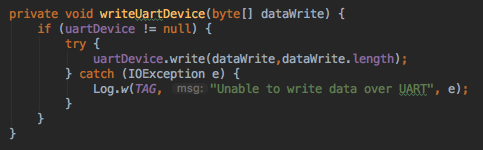 private void writeUartDevice(byte[] dataWrite) {
    if (uartDevice != null) {
        try {
            uartDevice.write(dataWrite,dataWrite.length);
        } catch (IOException e) {
            Log.w(TAG, msg: "Unable to write data over UART", e);
        }
    }
}